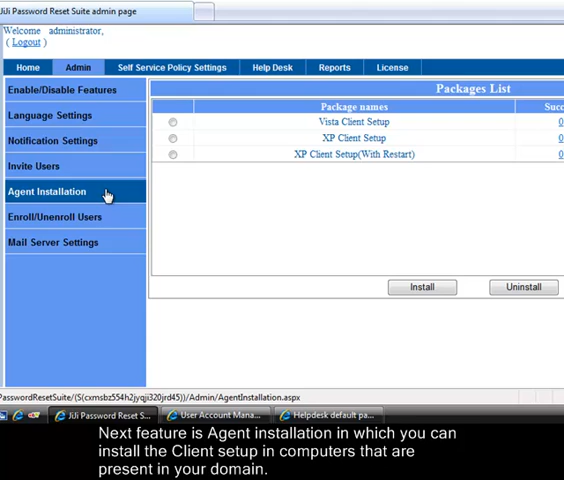 JiJi Password Reset Suite admin page
Welcome administrator,
( Logout )
Home Admin Self Service Policy Settings Help Desk Reports License
Enable/Disable Features
Language Settings
Notification Settings
Invite Users
Agent Installation
Enroll/Unenroll Users
Mail Server Settings
Packages List
Package names Succ
Vista Client Setup 0
XP Client Setup 0
XP Client Setup(With Restart) 0
Install Uninstall
PasswordResetSuite/(S(cxmsbz554h2jyqji320jrd45))/Admin/AgentInstallation.aspx
JiJi Password Reset S... User Account Mana... Helpdesk default pa...
Next feature is Agent installation in which you can
install the Client setup in computers that are
present in your domain.